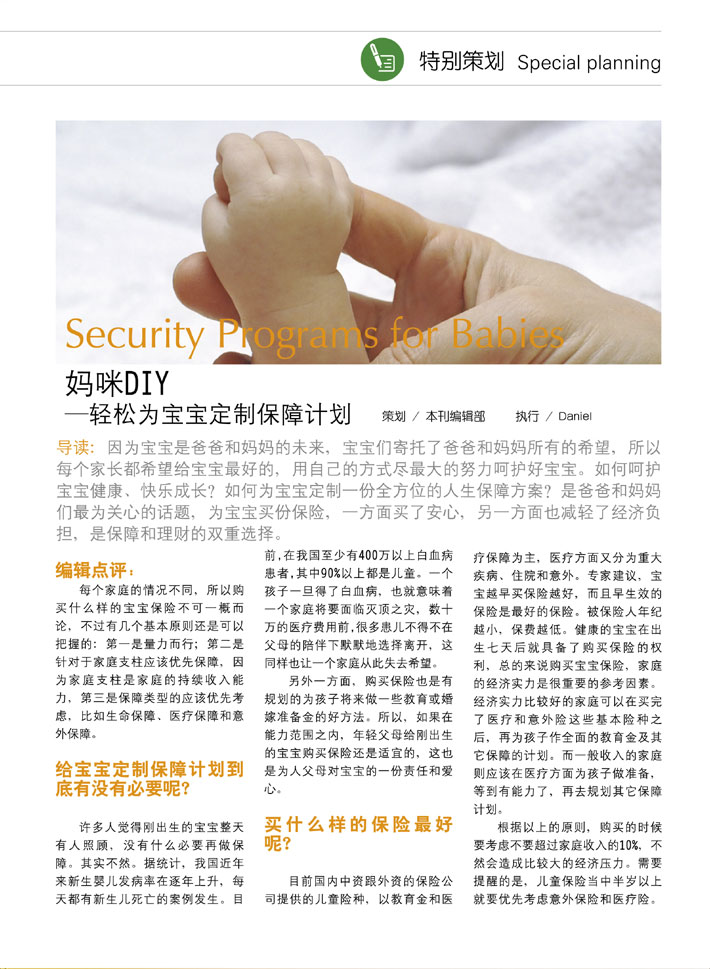 特别策划 Special planning
Security Programs for Babies
妈咪DIY
—轻松为宝宝定制保障计划 策划 / 本刊编辑部 执行 / Daniel
导读：因为宝宝是爸爸和妈妈的未来，宝宝们寄托了爸爸和妈妈所有的希望，所以
每个家长都希望给宝宝最好的，用自己的方式尽最大的努力呵护好宝宝。如何呵护
宝宝健康、快乐成长？如何为宝宝定制一份全方位的人生保障方案？是爸爸和妈妈
们最为关心的话题，为宝宝买份保险，一方面买了安心，另一方面也减轻了经济负
担，是保障和理财的双重选择。
编辑点评：
每个家庭的情况不同，所以购
买什么样的宝宝保险不可一概而
论，不过有几个基本原则还是可以
把握的：第一是量力而行；第二是
针对于家庭支柱应该优先保障，因
为家庭支柱是家庭的持续收入能
力，第三是保障类型的应该优先考
虑，比如生命保障、医疗保障和意
外保障。
给宝宝定制保障计划到
底有没有必要呢？
许多人觉得刚出生的宝宝整天
有人照顾，没有什么必要再做保
障。其实不然。据统计，我国近年
来新生婴儿发病率在逐年上升，每
天都有新生儿死亡的案例发生。目
前,在我国至少有400万以上白血病
患者,其中90%以上都是儿童。一个
孩子一旦得了白血病，也就意味着
一个家庭将要面临灭顶之灾，数十
万的医疗费用前,很多患儿不得不在
父母的陪伴下默默地选择离开，这
同样也让一个家庭从此失去希望。
另外一方面，购买保险也是有
规划的为孩子将来做一些教育或婚
嫁准备金的好方法。所以，如果在
能力范围之内，年轻父母给刚出生
的宝宝购买保险还是适宜的，这也
是为人父母对宝宝的一份责任和爱
心。
买什么样的保险最好
呢？
目前国内中资跟外资的保险公
司提供的儿童险种，以教育金和医
疗保障为主，医疗方面又分为重大
疾病、住院和意外。专家建议，宝
宝越早买保险越好，而且早生效的
保险是最好的保险。被保险人年纪
越小，保费越低。健康的宝宝在出
生七天后就具备了购买保险的权
利，总的来说购买宝宝保险，家庭
的经济实力是很重要的参考因素。
经济实力比较好的家庭可以在买完
了医疗和意外险这些基本险种之
后，再为孩子作全面的教育金及其
它保障的计划。而一般收入的家庭
则应该在医疗方面为孩子做准备，
等到有能力了，再去规划其它保障
计划。
根据以上的原则，购买的时候
要考虑不要超过家庭收入的10%，不
然会造成比较大的经济压力。需要
提醒的是，儿童保险当中半岁以上
就要优先考虑意外保险和医疗险。